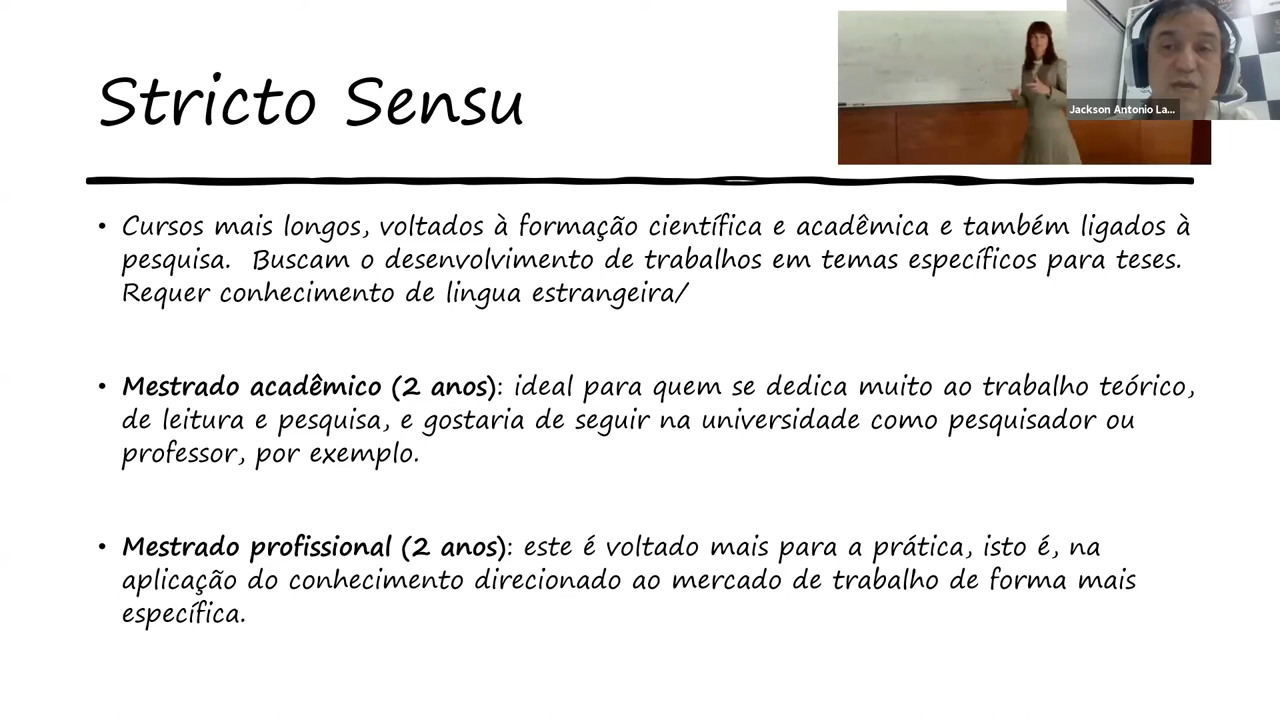 Stricto Sensu
Jackson Antonio La...
• Cursos mais longos, voltados à formação científica e acadêmica e também ligados à
pesquisa.  Buscam o desenvolvimento de trabalhos em temas específicos para teses.
Requer conhecimento de lingua estrangeira/
• Mestrado acadêmico (2 anos): ideal para quem se dedica muito ao trabalho teórico,
de leitura e pesquisa, e gostaria de seguir na universidade como pesquisador ou
professor, por exemplo.
• Mestrado profissional (2 anos): este é voltado mais para a prática, isto é, na
aplicação do conhecimento direcionado ao mercado de trabalho de forma mais
específica.